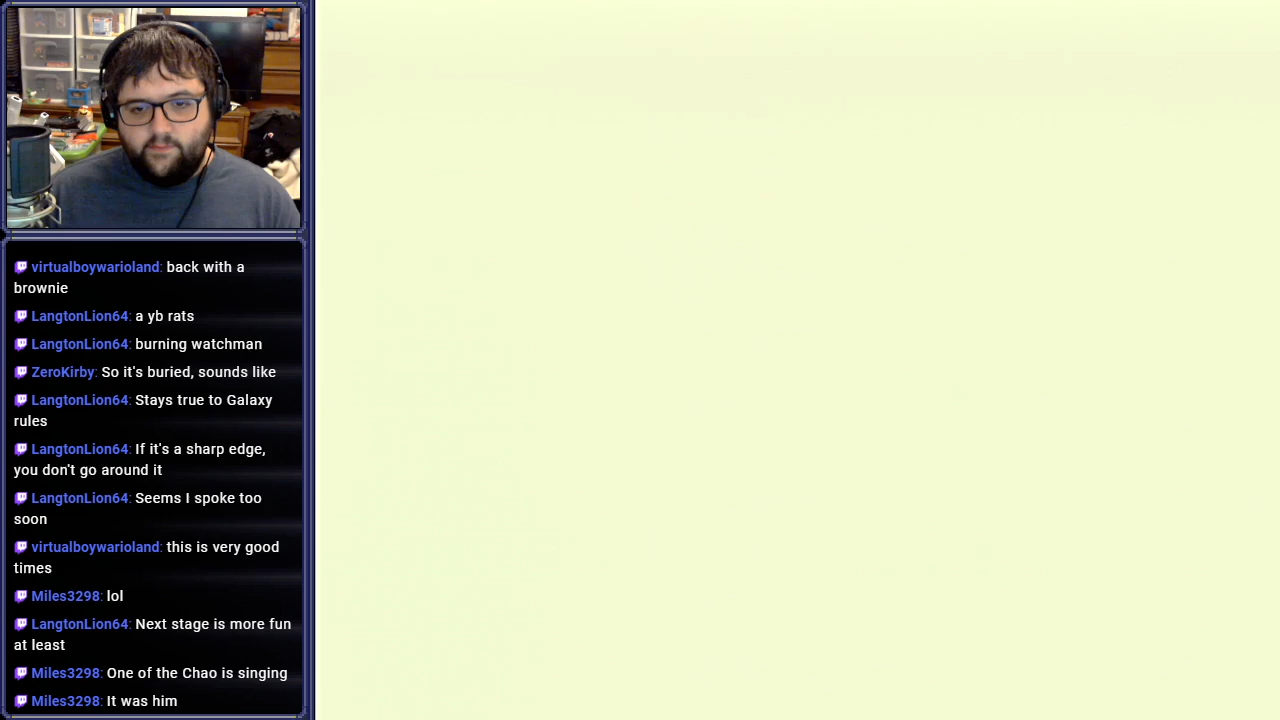 virtualboywarioland: back with a
brownie
LangtonLion64: a yb rats
LangtonLion64: burning watchman
ZeroKirby: So it's buried, sounds like
LangtonLion64: Stays true to Galaxy
rules
LangtonLion64: If it's a sharp edge,
you don't go around it
LangtonLion64: Seems I spoke too
soon
virtualboywarioland: this is very good
times
Miles3298: lol
LangtonLion64: Next stage is more fun
at least
Miles3298: One of the Chao is singing
Miles3298: It was him